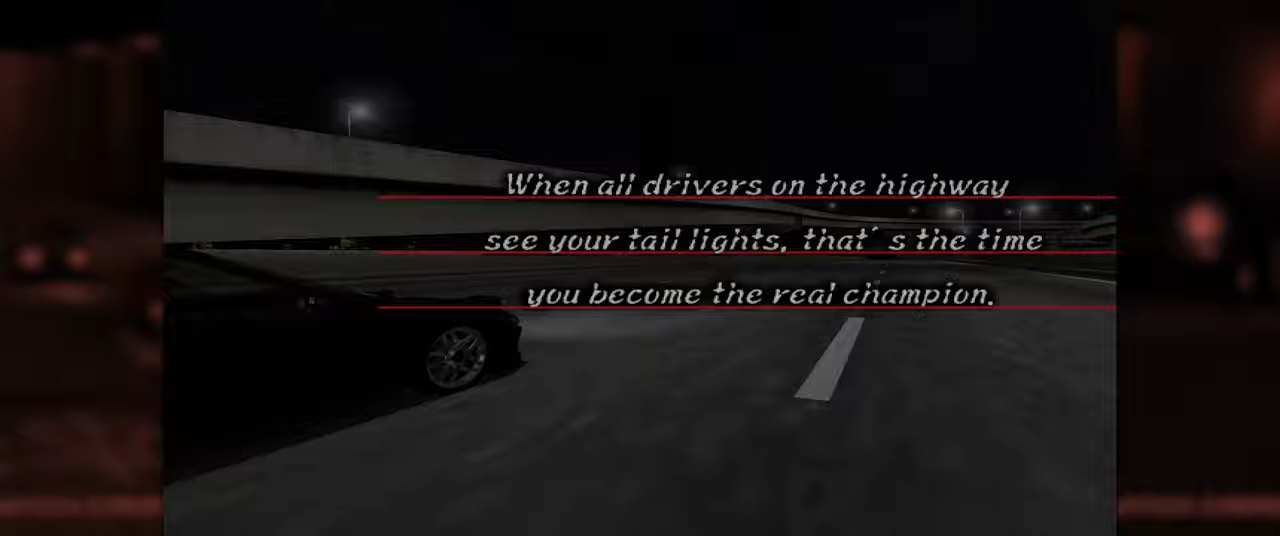 When all drivers on the highway
see your tail lights, that's the time
you become the real champion.